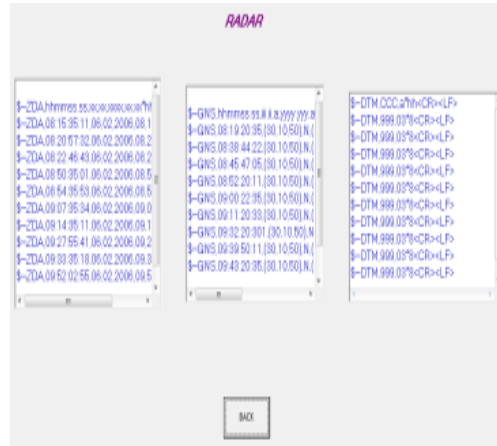 RADAR
$--ZDA,hhmmss.ss,xx,xx,xxxx,xx,xx*hh
$--ZDA,08:15:35:11,06:02,2006,08,1
$--ZDA,08:20:57:32,06:02,2006,08,2
$--ZDA,08:22:46:43,06:02,2006,08,2
$--ZDA,08:50:35:01,06:02,2006,08,5
$--ZDA,08:54:35:53,06:02,2006,08,5
$--ZDA,09:07:35:34,06:02,2006,09,0
$--ZDA,09:14:35:11,06:02,2006,09,1
$--ZDA,09:27:55:41,06:02,2006,09,2
$--ZDA,09:33:35:18,06:02,2006,09,3
$--ZDA,09:52:02:55,06:02,2006,09,5
$--GNS,hhmmss.ss,
$--GNS,08:19:20:35,(30,10,50),N,(
$--GNS,08:38:44:22,(30,10,50),N,(
$--GNS,08:45:47:05,(30,10,50),N,(
$--GNS,08:52:20:11,(30,10,50),N,(
$--GNS,09:00:22:35,(30,10,50),N,(
$--GNS,09:11:20:33,(30,10,50),N,(
$--GNS,09:32:20:301,(30,10,50),N
$--GNS,09:39:50:11,(30,10,50),N,(
$--GNS,09:43:20:35,(30,10,50),N,(
$--DTM,CCC,a*hh<CR><LF>
$--DTM,999,03*8<CR><LF>
$--DTM,999,03*8<CR><LF>
$--DTM,999,03*8<CR><LF>
$--DTM,999,03*8<CR><LF>
$--DTM,999,03*8<CR><LF>
$--DTM,999,03*8<CR><LF>
$--DTM,999,03*8<CR><LF>
$--DTM,999,03*8<CR><LF>
$--DTM,999,03*8<CR><LF>
BACK